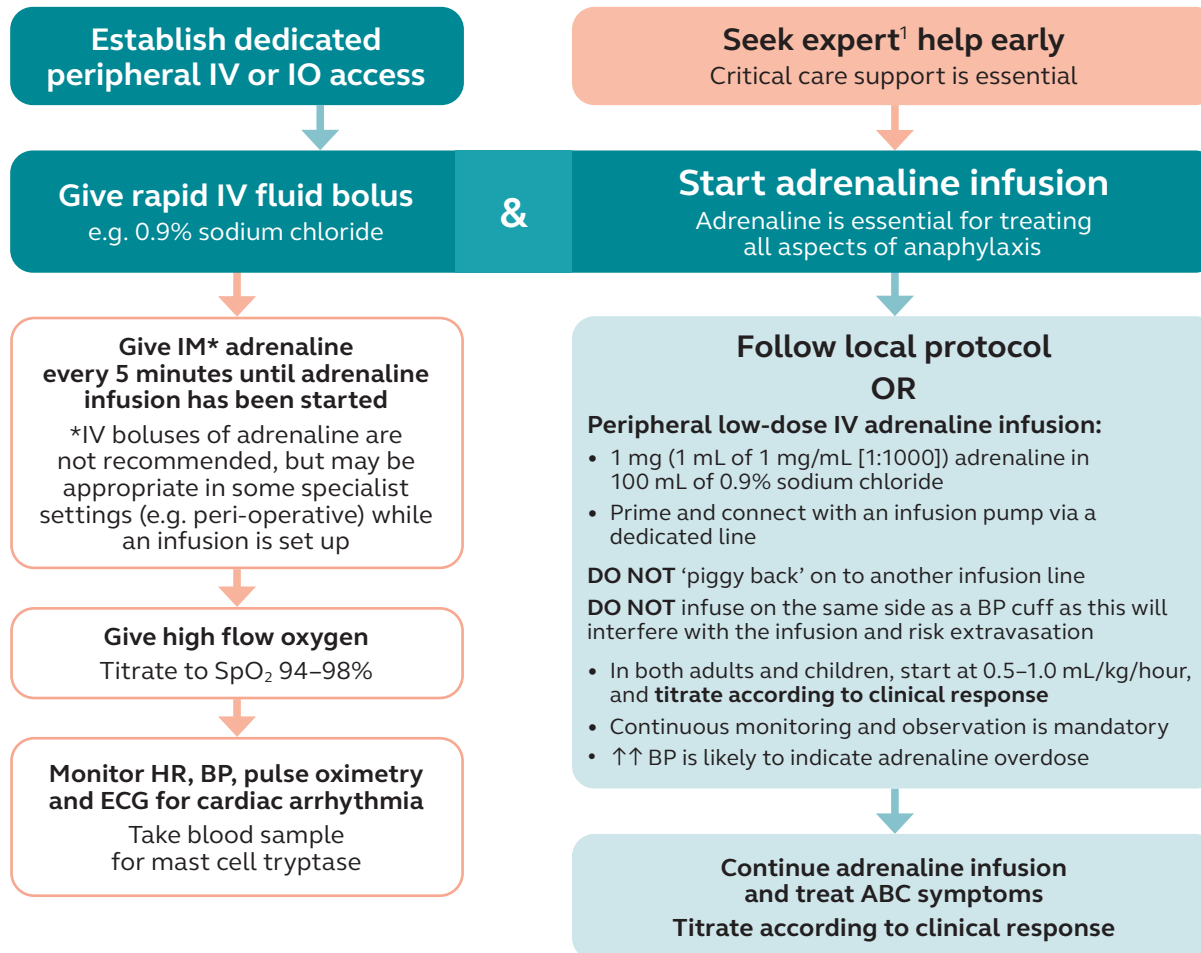 Establish dedicated
peripheral IV or IO access
Seek expert¹ help early
Critical care support is essential
Give rapid IV fluid bolus
e.g. 0.9% sodium chloride
&
Start adrenaline infusion
Adrenaline is essential for treating
all aspects of anaphylaxis
Give IM* adrenaline
every 5 minutes until adrenaline
infusion has been started
*IV boluses of adrenaline are
not recommended, but may be
appropriate in some specialist
settings (e.g. peri-operative) while
an infusion is set up
Give high flow oxygen
Titrate to SpO₂ 94–98%
Monitor HR, BP, pulse oximetry
and ECG for cardiac arrhythmia
Take blood sample
for mast cell tryptase
Follow local protocol
OR
Peripheral low-dose IV adrenaline infusion:
• 1 mg (1 mL of 1 mg/mL [1:1000]) adrenaline in
100 mL of 0.9% sodium chloride
• Prime and connect with an infusion pump via a
dedicated line
DO NOT ‘piggy back’ on to another infusion line
DO NOT infuse on the same side as a BP cuff as this will
interfere with the infusion and risk extravasation
• In both adults and children, start at 0.5–1.0 mL/kg/hour,
and titrate according to clinical response
• Continuous monitoring and observation is mandatory
• ↑↑ BP is likely to indicate adrenaline overdose
Continue adrenaline infusion
and treat ABC symptoms
Titrate according to clinical response